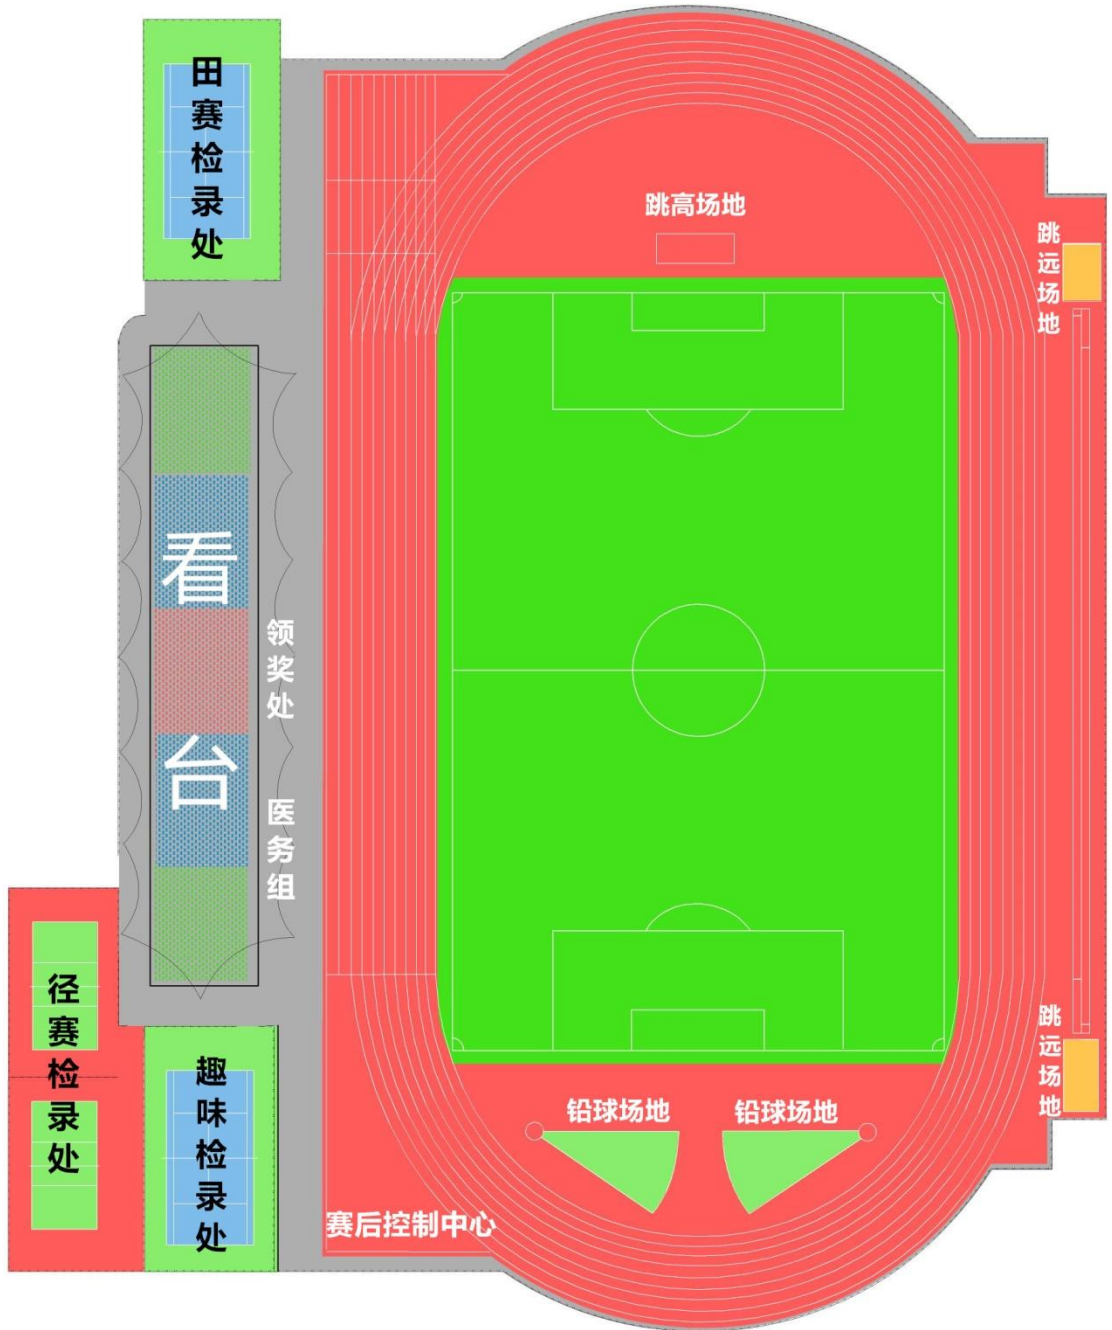 田赛检录处
跳高场地
跳远场地
看台
领奖处
医务组
径赛检录处
趣味检录处
跳远场地
铅球场地
铅球场地
赛后控制中心